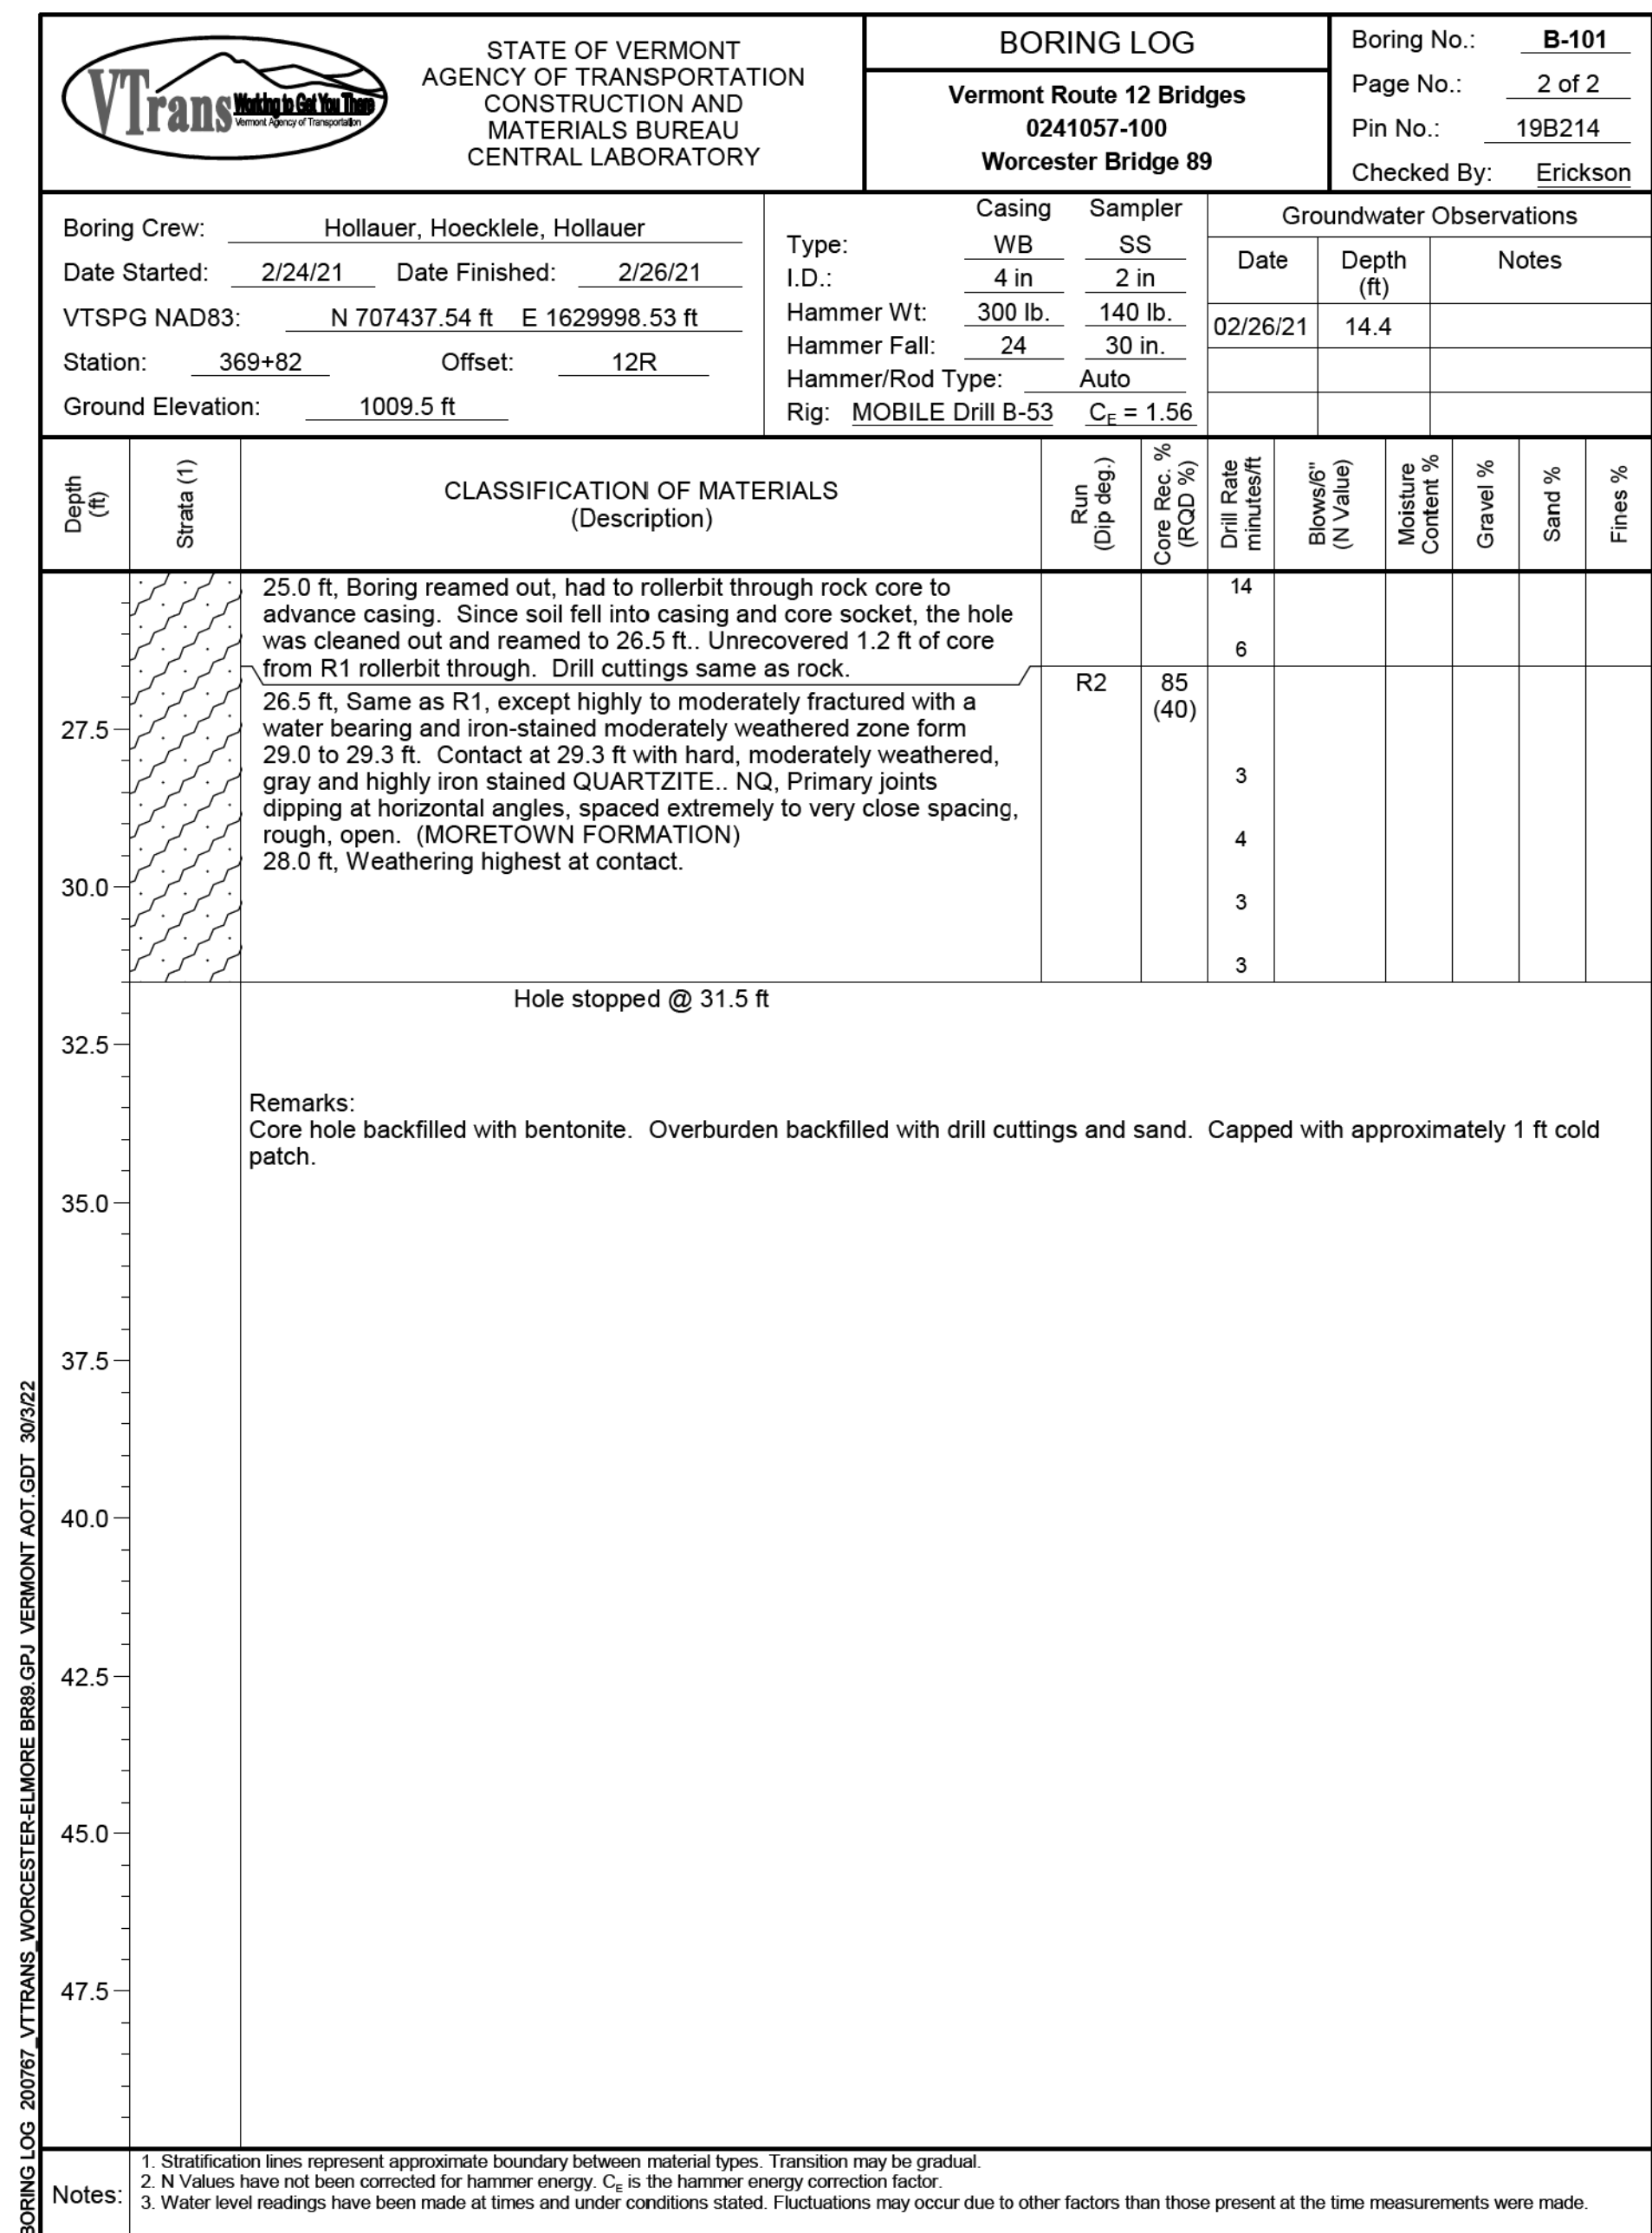 VTrans Working to Get You There
Vermont Agency of Transportation
STATE OF VERMONT
AGENCY OF TRANSPORTATION
CONSTRUCTION AND
MATERIALS BUREAU
CENTRAL LABORATORY
BORING LOG
Vermont Route 12 Bridges
0241057-100
Worcester Bridge 89
Boring No.: B-101
Page No.: 2 of 2
Pin No.: 19B214
Checked By: Erickson
Boring Crew: Hollauer, Hoecklele, Hollauer
Date Started: 2/24/21 Date Finished: 2/26/21
VTSPG NAD83: N 707437.54 ft E 1629998.53 ft
Station: 369+82 Offset: 12R
Ground Elevation: 1009.5 ft
Casing Sampler
Type: WB SS
I.D.: 4 in 2 in
Hammer Wt: 300 lb. 140 lb.
Hammer Fall: 24 30 in.
Hammer/Rod Type: Auto
Rig: MOBILE Drill B-53 CE = 1.56
Groundwater Observations
Date Depth (ft) Notes
02/26/21 14.4
Depth (ft)
Strata (1)
CLASSIFICATION OF MATERIALS
(Description)
Run
(Dip deg.)
Core Rec. %
(RQD %)
Drill Rate
minutes/ft
Blows/6"
(N Value)
Moisture
Content %
Gravel %
Sand %
Fines %
25.0 ft, Boring reamed out, had to rollerbit through rock core to 14
advance casing. Since soil fell into casing and core socket, the hole
was cleaned out and reamed to 26.5 ft.. Unrecovered 1.2 ft of core 6
from R1 rollerbit through. Drill cuttings same as rock.
R2 85
(40)
26.5 ft, Same as R1, except highly to moderately fractured with a
27.5 water bearing and iron-stained moderately weathered zone form
29.0 to 29.3 ft. Contact at 29.3 ft with hard, moderately weathered,
gray and highly iron stained QUARTZITE.. NQ, Primary joints 3
dipping at horizontal angles, spaced extremely to very close spacing,
rough, open. (MORETOWN FORMATION) 4
28.0 ft, Weathering highest at contact.
30.0
3
3
Hole stopped @ 31.5 ft
32.5
Remarks:
Core hole backfilled with bentonite. Overburden backfilled with drill cuttings and sand. Capped with approximately 1 ft cold
patch.
35.0
37.5
40.0
42.5
45.0
47.5
Notes:
1. Stratification lines represent approximate boundary between material types. Transition may be gradual.
2. N Values have not been corrected for hammer energy. CE is the hammer energy correction factor.
3. Water level readings have been made at times and under conditions stated. Fluctuations may occur due to other factors than those present at the time measurements were made.
BORING LOG 200767_VTTRANS_WORCESTER-ELMORE BR89.GPJ VERMONT AOT.GDT 30/3/22